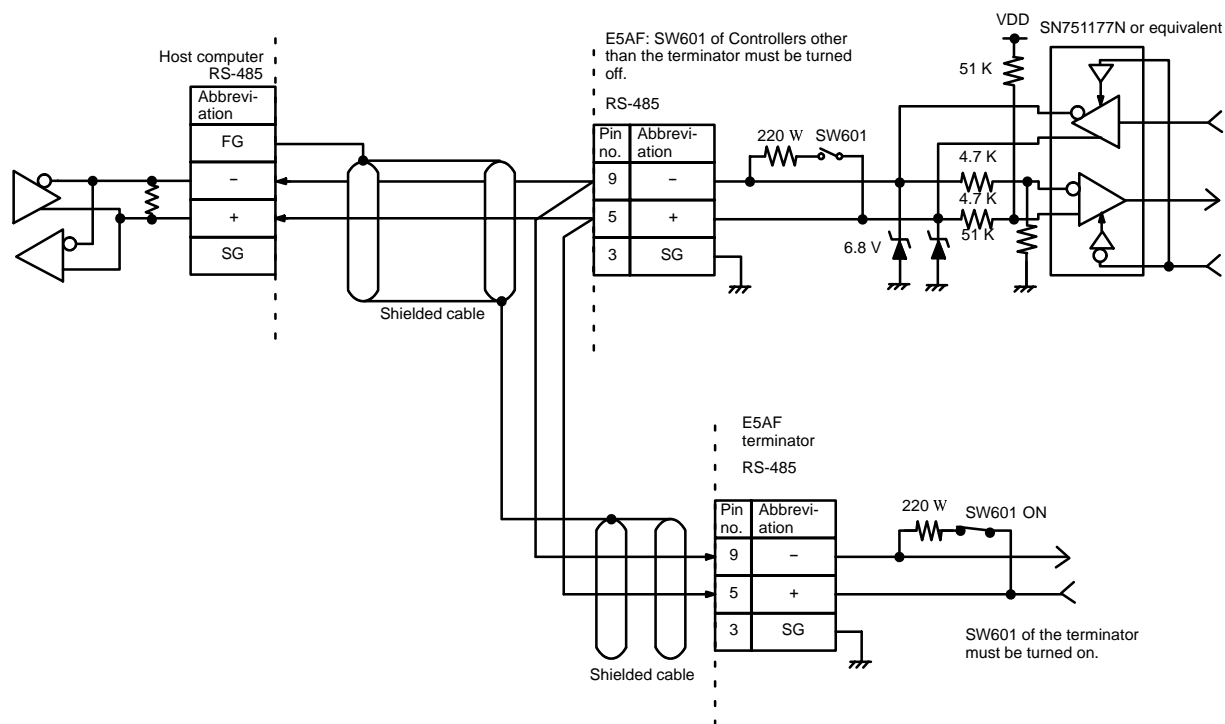 Host computer
RS-485
Abbrevi-
ation
FG
–
+
SG
Shielded cable
E5AF: SW601 of Controllers other
than the terminator must be turned
off.
RS-485
Pin
no.
Abbrevi-
ation
9
–
5
+
3
SG
220 W
SW601
6.8 V
VDD
51 K
4.7 K
4.7 K
51 K
SN751177N or equivalent
E5AF
terminator
RS-485
Pin
no.
Abbrevi-
ation
9
–
5
+
3
SG
220 W
SW601 ON
SW601 of the terminator
must be turned on.
Shielded cable